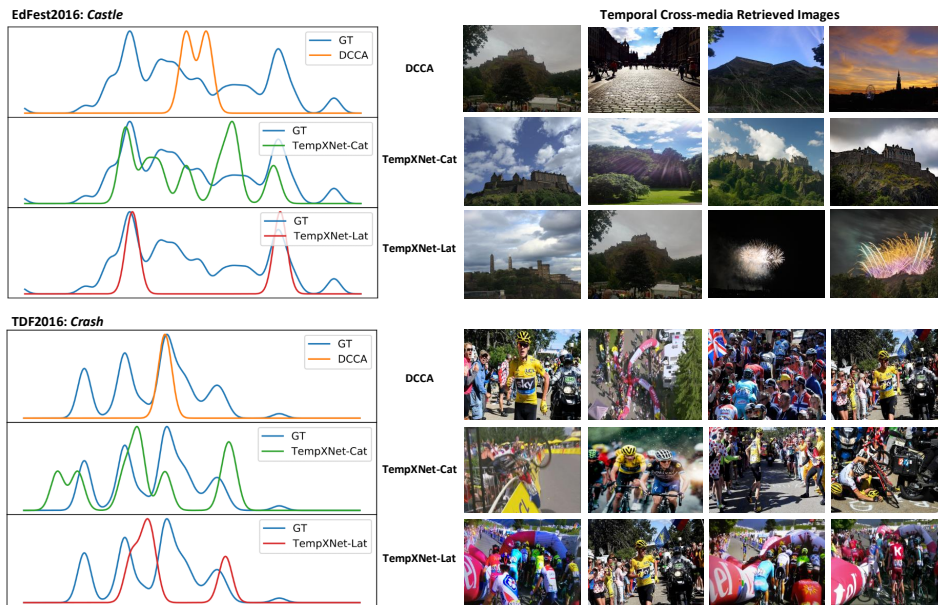 EdFest2016: Castle
Temporal Cross-media Retrieved Images
GT
DCCA
DCCA
GT
TempXNet-Cat
TempXNet-Cat
GT
TempXNet-Lat
TempXNet-Lat
TDF2016: Crash
GT
DCCA
DCCA
SKY
GT
TempXNet-Cat
TempXNet-Cat
GT
TempXNet-Lat
TempXNet-Lat